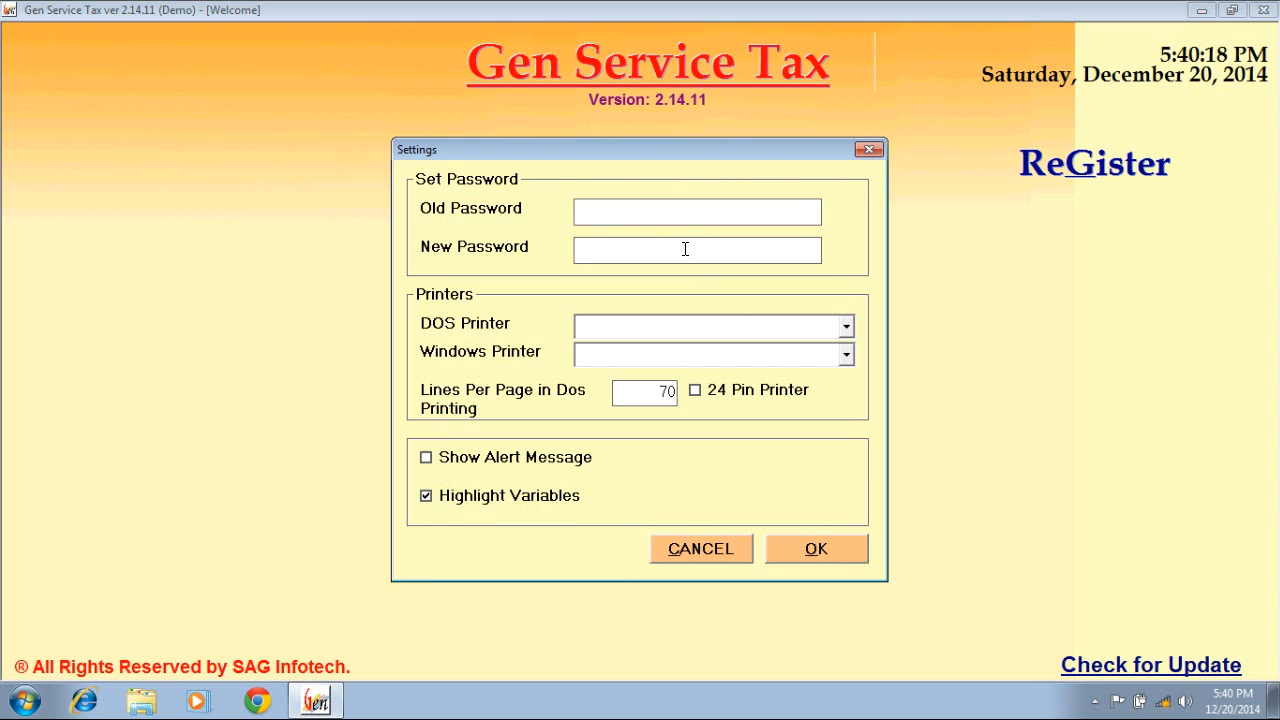 Gen Service Tax ver 2.14.11 (Demo) - [Welcome]
Gen Service Tax
Version: 2.14.11
5:40:18 PM
Saturday, December 20, 2014
ReGister
Settings
Set Password
Old Password
New Password
Printers
DOS Printer
Windows Printer
Lines Per Page in Dos
Printing
70
24 Pin Printer
Show Alert Message
Highlight Variables
CANCEL
OK
® All Rights Reserved by SAG Infotech.
Check for Update
Gen
5:40 PM
12/20/2014